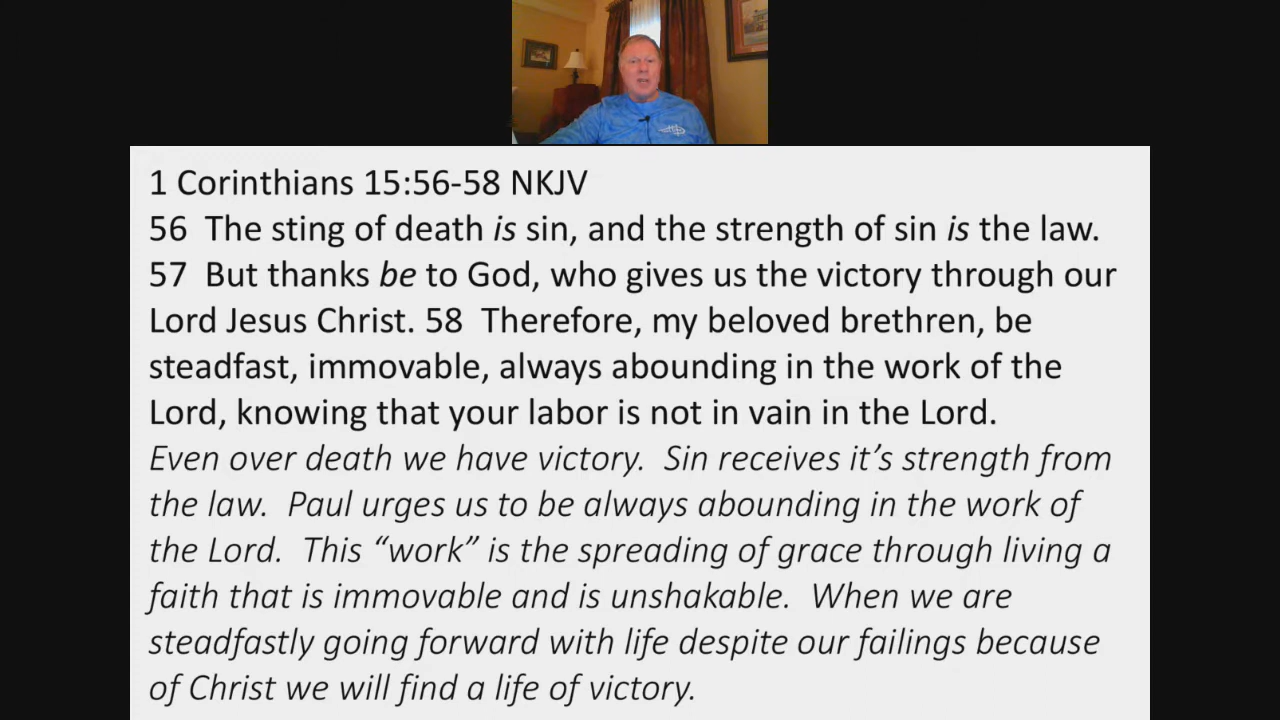 1 Corinthians 15:56-58 NKJV
56 The sting of death is sin, and the strength of sin is the law.
57 But thanks be to God, who gives us the victory through our
Lord Jesus Christ. 58 Therefore, my beloved brethren, be
steadfast, immovable, always abounding in the work of the
Lord, knowing that your labor is not in vain in the Lord.
Even over death we have victory. Sin receives it’s strength from
the law. Paul urges us to be always abounding in the work of
the Lord. This “work” is the spreading of grace through living a
faith that is immovable and is unshakable. When we are
steadfastly going forward with life despite our failings because
of Christ we will find a life of victory.